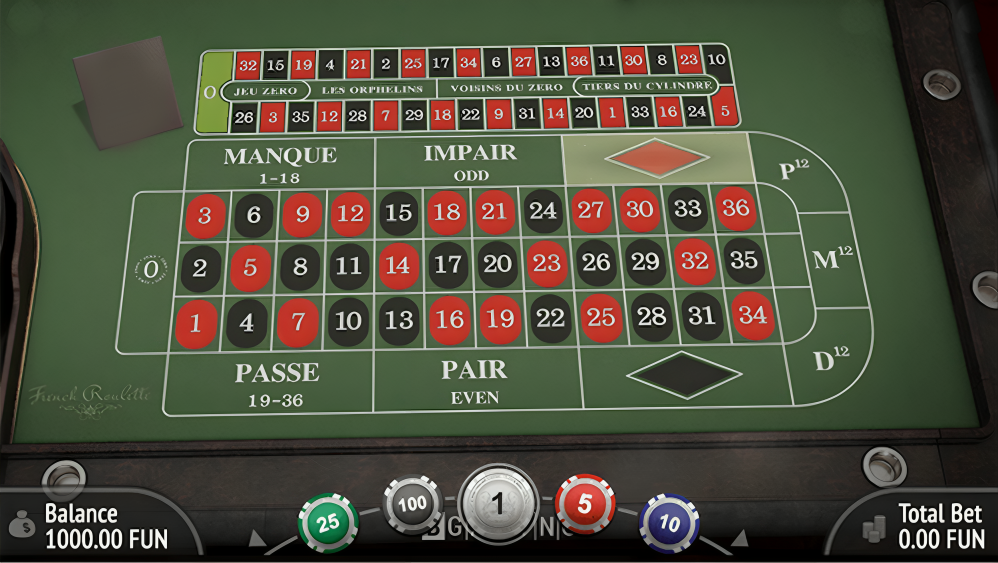 32 15 19 4 21 2 25 17 34 6 27 13 36 11 30 8 23 10
0 JEU ZERO LES ORPHELINS VOISINS DU ZERO TIERS DU CYLINDRE
26 3 35 12 28 7 29 18 22 9 31 14 20 1 33 16 24 5
MANQUE
1-18
IMPAIR
ODD
P12
3 6 9 12 15 18 21 24 27 30 33 36
0
2 5 8 11 14 17 20 23 26 29 32 35
M12
1 4 7 10 13 16 19 22 25 28 31 34
PASSE
19-36
PAIR
EVEN
D12
French Roulette
25 100 1 5 10
Balance
1000.00 FUN
Total Bet
0.00 FUN